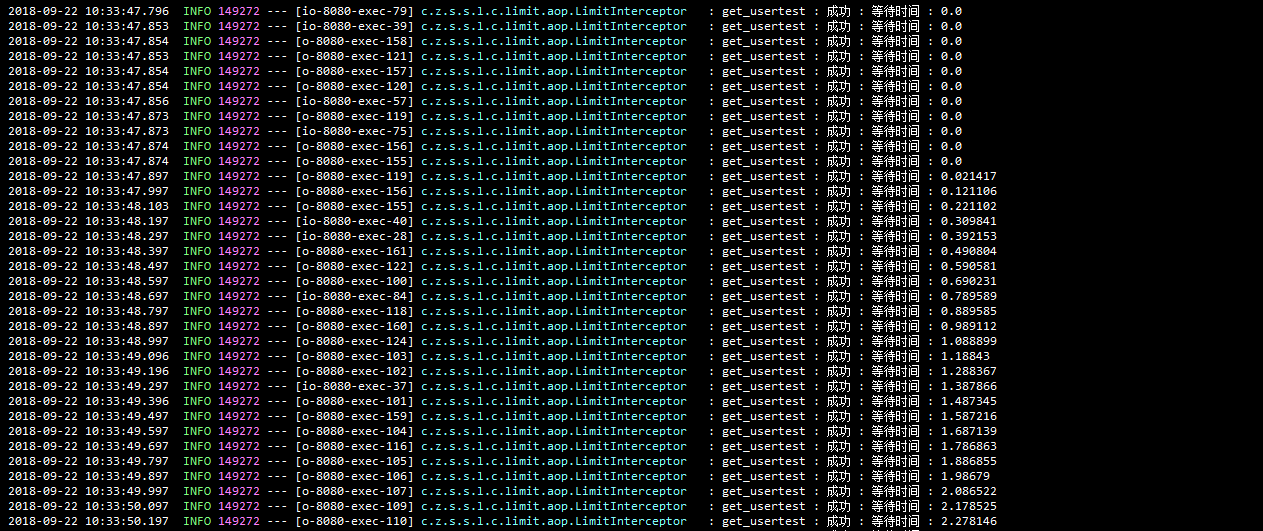 2018-09-22 10:33:47.796  INFO 149272 --- [io-8080-exec-79] c.z.s.s.l.c.limit.aop.LimitInterceptor   : get_usertest : 成功 : 等待时间 : 0.0
2018-09-22 10:33:47.853  INFO 149272 --- [io-8080-exec-39] c.z.s.s.l.c.limit.aop.LimitInterceptor   : get_usertest : 成功 : 等待时间 : 0.0
2018-09-22 10:33:47.854  INFO 149272 --- [o-8080-exec-158] c.z.s.s.l.c.limit.aop.LimitInterceptor   : get_usertest : 成功 : 等待时间 : 0.0
2018-09-22 10:33:47.853  INFO 149272 --- [o-8080-exec-121] c.z.s.s.l.c.limit.aop.LimitInterceptor   : get_usertest : 成功 : 等待时间 : 0.0
2018-09-22 10:33:47.854  INFO 149272 --- [o-8080-exec-157] c.z.s.s.l.c.limit.aop.LimitInterceptor   : get_usertest : 成功 : 等待时间 : 0.0
2018-09-22 10:33:47.854  INFO 149272 --- [o-8080-exec-120] c.z.s.s.l.c.limit.aop.LimitInterceptor   : get_usertest : 成功 : 等待时间 : 0.0
2018-09-22 10:33:47.856  INFO 149272 --- [io-8080-exec-57] c.z.s.s.l.c.limit.aop.LimitInterceptor   : get_usertest : 成功 : 等待时间 : 0.0
2018-09-22 10:33:47.873  INFO 149272 --- [o-8080-exec-119] c.z.s.s.l.c.limit.aop.LimitInterceptor   : get_usertest : 成功 : 等待时间 : 0.0
2018-09-22 10:33:47.873  INFO 149272 --- [io-8080-exec-75] c.z.s.s.l.c.limit.aop.LimitInterceptor   : get_usertest : 成功 : 等待时间 : 0.0
2018-09-22 10:33:47.874  INFO 149272 --- [o-8080-exec-156] c.z.s.s.l.c.limit.aop.LimitInterceptor   : get_usertest : 成功 : 等待时间 : 0.0
2018-09-22 10:33:47.874  INFO 149272 --- [o-8080-exec-155] c.z.s.s.l.c.limit.aop.LimitInterceptor   : get_usertest : 成功 : 等待时间 : 0.0
2018-09-22 10:33:47.897  INFO 149272 --- [o-8080-exec-119] c.z.s.s.l.c.limit.aop.LimitInterceptor   : get_usertest : 成功 : 等待时间 : 0.021417
2018-09-22 10:33:47.997  INFO 149272 --- [o-8080-exec-156] c.z.s.s.l.c.limit.aop.LimitInterceptor   : get_usertest : 成功 : 等待时间 : 0.121106
2018-09-22 10:33:48.103  INFO 149272 --- [o-8080-exec-155] c.z.s.s.l.c.limit.aop.LimitInterceptor   : get_usertest : 成功 : 等待时间 : 0.221102
2018-09-22 10:33:48.197  INFO 149272 --- [io-8080-exec-40] c.z.s.s.l.c.limit.aop.LimitInterceptor   : get_usertest : 成功 : 等待时间 : 0.309841
2018-09-22 10:33:48.297  INFO 149272 --- [io-8080-exec-28] c.z.s.s.l.c.limit.aop.LimitInterceptor   : get_usertest : 成功 : 等待时间 : 0.392153
2018-09-22 10:33:48.397  INFO 149272 --- [o-8080-exec-161] c.z.s.s.l.c.limit.aop.LimitInterceptor   : get_usertest : 成功 : 等待时间 : 0.490804
2018-09-22 10:33:48.497  INFO 149272 --- [o-8080-exec-122] c.z.s.s.l.c.limit.aop.LimitInterceptor   : get_usertest : 成功 : 等待时间 : 0.590581
2018-09-22 10:33:48.597  INFO 149272 --- [o-8080-exec-100] c.z.s.s.l.c.limit.aop.LimitInterceptor   : get_usertest : 成功 : 等待时间 : 0.690231
2018-09-22 10:33:48.697  INFO 149272 --- [io-8080-exec-84] c.z.s.s.l.c.limit.aop.LimitInterceptor   : get_usertest : 成功 : 等待时间 : 0.789589
2018-09-22 10:33:48.797  INFO 149272 --- [o-8080-exec-118] c.z.s.s.l.c.limit.aop.LimitInterceptor   : get_usertest : 成功 : 等待时间 : 0.889585
2018-09-22 10:33:48.897  INFO 149272 --- [o-8080-exec-160] c.z.s.s.l.c.limit.aop.LimitInterceptor   : get_usertest : 成功 : 等待时间 : 0.989112
2018-09-22 10:33:48.997  INFO 149272 --- [o-8080-exec-124] c.z.s.s.l.c.limit.aop.LimitInterceptor   : get_usertest : 成功 : 等待时间 : 1.088899
2018-09-22 10:33:49.096  INFO 149272 --- [o-8080-exec-103] c.z.s.s.l.c.limit.aop.LimitInterceptor   : get_usertest : 成功 : 等待时间 : 1.18843
2018-09-22 10:33:49.196  INFO 149272 --- [o-8080-exec-102] c.z.s.s.l.c.limit.aop.LimitInterceptor   : get_usertest : 成功 : 等待时间 : 1.288367
2018-09-22 10:33:49.297  INFO 149272 --- [io-8080-exec-37] c.z.s.s.l.c.limit.aop.LimitInterceptor   : get_usertest : 成功 : 等待时间 : 1.387866
2018-09-22 10:33:49.396  INFO 149272 --- [o-8080-exec-101] c.z.s.s.l.c.limit.aop.LimitInterceptor   : get_usertest : 成功 : 等待时间 : 1.487345
2018-09-22 10:33:49.497  INFO 149272 --- [o-8080-exec-159] c.z.s.s.l.c.limit.aop.LimitInterceptor   : get_usertest : 成功 : 等待时间 : 1.587216
2018-09-22 10:33:49.597  INFO 149272 --- [o-8080-exec-104] c.z.s.s.l.c.limit.aop.LimitInterceptor   : get_usertest : 成功 : 等待时间 : 1.687139
2018-09-22 10:33:49.697  INFO 149272 --- [o-8080-exec-116] c.z.s.s.l.c.limit.aop.LimitInterceptor   : get_usertest : 成功 : 等待时间 : 1.786863
2018-09-22 10:33:49.797  INFO 149272 --- [o-8080-exec-105] c.z.s.s.l.c.limit.aop.LimitInterceptor   : get_usertest : 成功 : 等待时间 : 1.886855
2018-09-22 10:33:49.897  INFO 149272 --- [o-8080-exec-106] c.z.s.s.l.c.limit.aop.LimitInterceptor   : get_usertest : 成功 : 等待时间 : 1.98679
2018-09-22 10:33:49.997  INFO 149272 --- [o-8080-exec-107] c.z.s.s.l.c.limit.aop.LimitInterceptor   : get_usertest : 成功 : 等待时间 : 2.086522
2018-09-22 10:33:50.097  INFO 149272 --- [o-8080-exec-109] c.z.s.s.l.c.limit.aop.LimitInterceptor   : get_usertest : 成功 : 等待时间 : 2.178525
2018-09-22 10:33:50.197  INFO 149272 --- [o-8080-exec-110] c.z.s.s.l.c.limit.aop.LimitInterceptor   : get_usertest : 成功 : 等待时间 : 2.278146